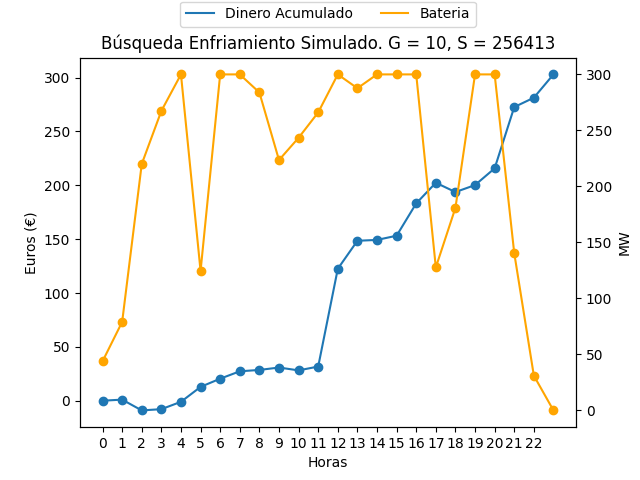 Dinero Acumulado Bateria
Búsqueda Enfriamiento Simulado. G = 10, S = 256413
300 300
250 250
200 200
150 150
100 100
50 50
0 0
Euros (€)
MW
0 1 2 3 4 5 6 7 8 9 10 11 12 13 14 15 16 17 18 19 20 21 22
Horas